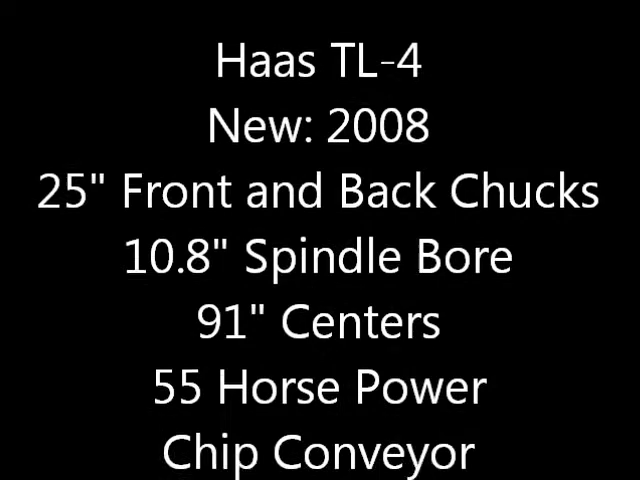 Haas TL-4
New: 2008
25" Front and Back Chucks
10.8" Spindle Bore
91" Centers
55 Horse Power
Chip Conveyor